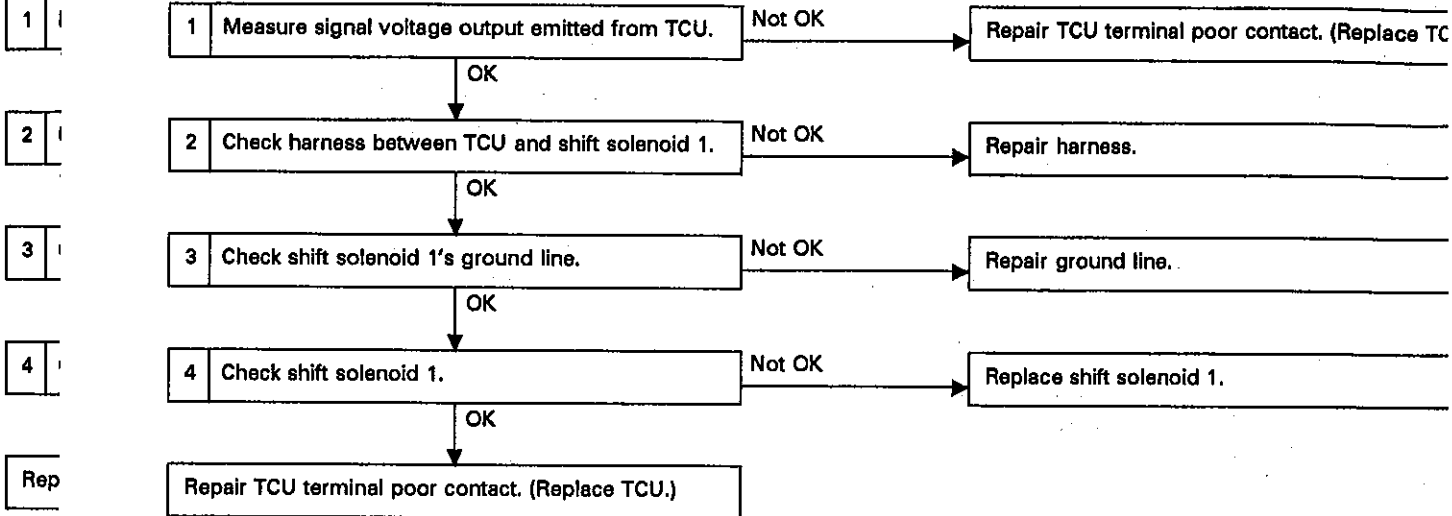 1
1 Measure signal voltage output emitted from TCU.
Not OK
Repair TCU terminal poor contact. (Replace
OK
2
2 Check harness between TCU and shift solenoid 1.
Not OK
Repair harness.
OK
3
3 Check shift solenoid 1's ground line.
Not OK
Repair ground line.
OK
4
4 Check shift solenoid 1.
Not OK
Replace shift solenoid 1.
OK
Rep
Repair TCU terminal poor contact. (Replace TCU.)